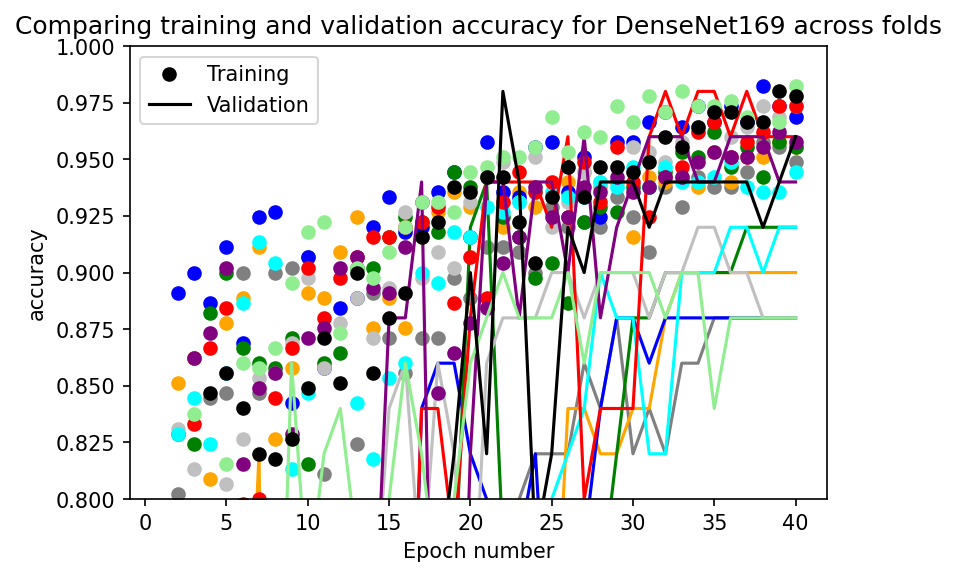 Comparing training and validation accuracy for DenseNet169 across folds
1.000
0.975
0.950
0.925
0.900
0.875
0.850
0.825
0.800
accuracy
Training
Validation
0 5 10 15 20 25 30 35 40
Epoch number